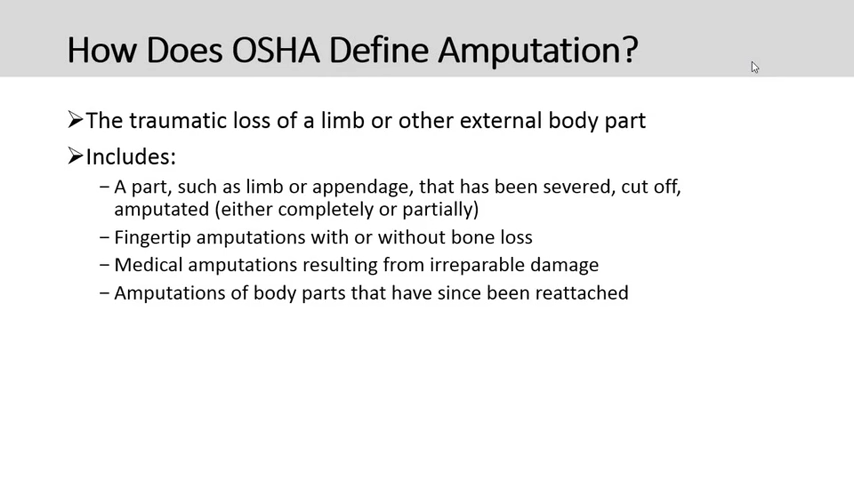 How Does OSHA Define Amputation?
➢The traumatic loss of a limb or other external body part
➢Includes:
– A part, such as limb or appendage, that has been severed, cut off,
amputated (either completely or partially)
– Fingertip amputations with or without bone loss
– Medical amputations resulting from irreparable damage
– Amputations of body parts that have since been reattached